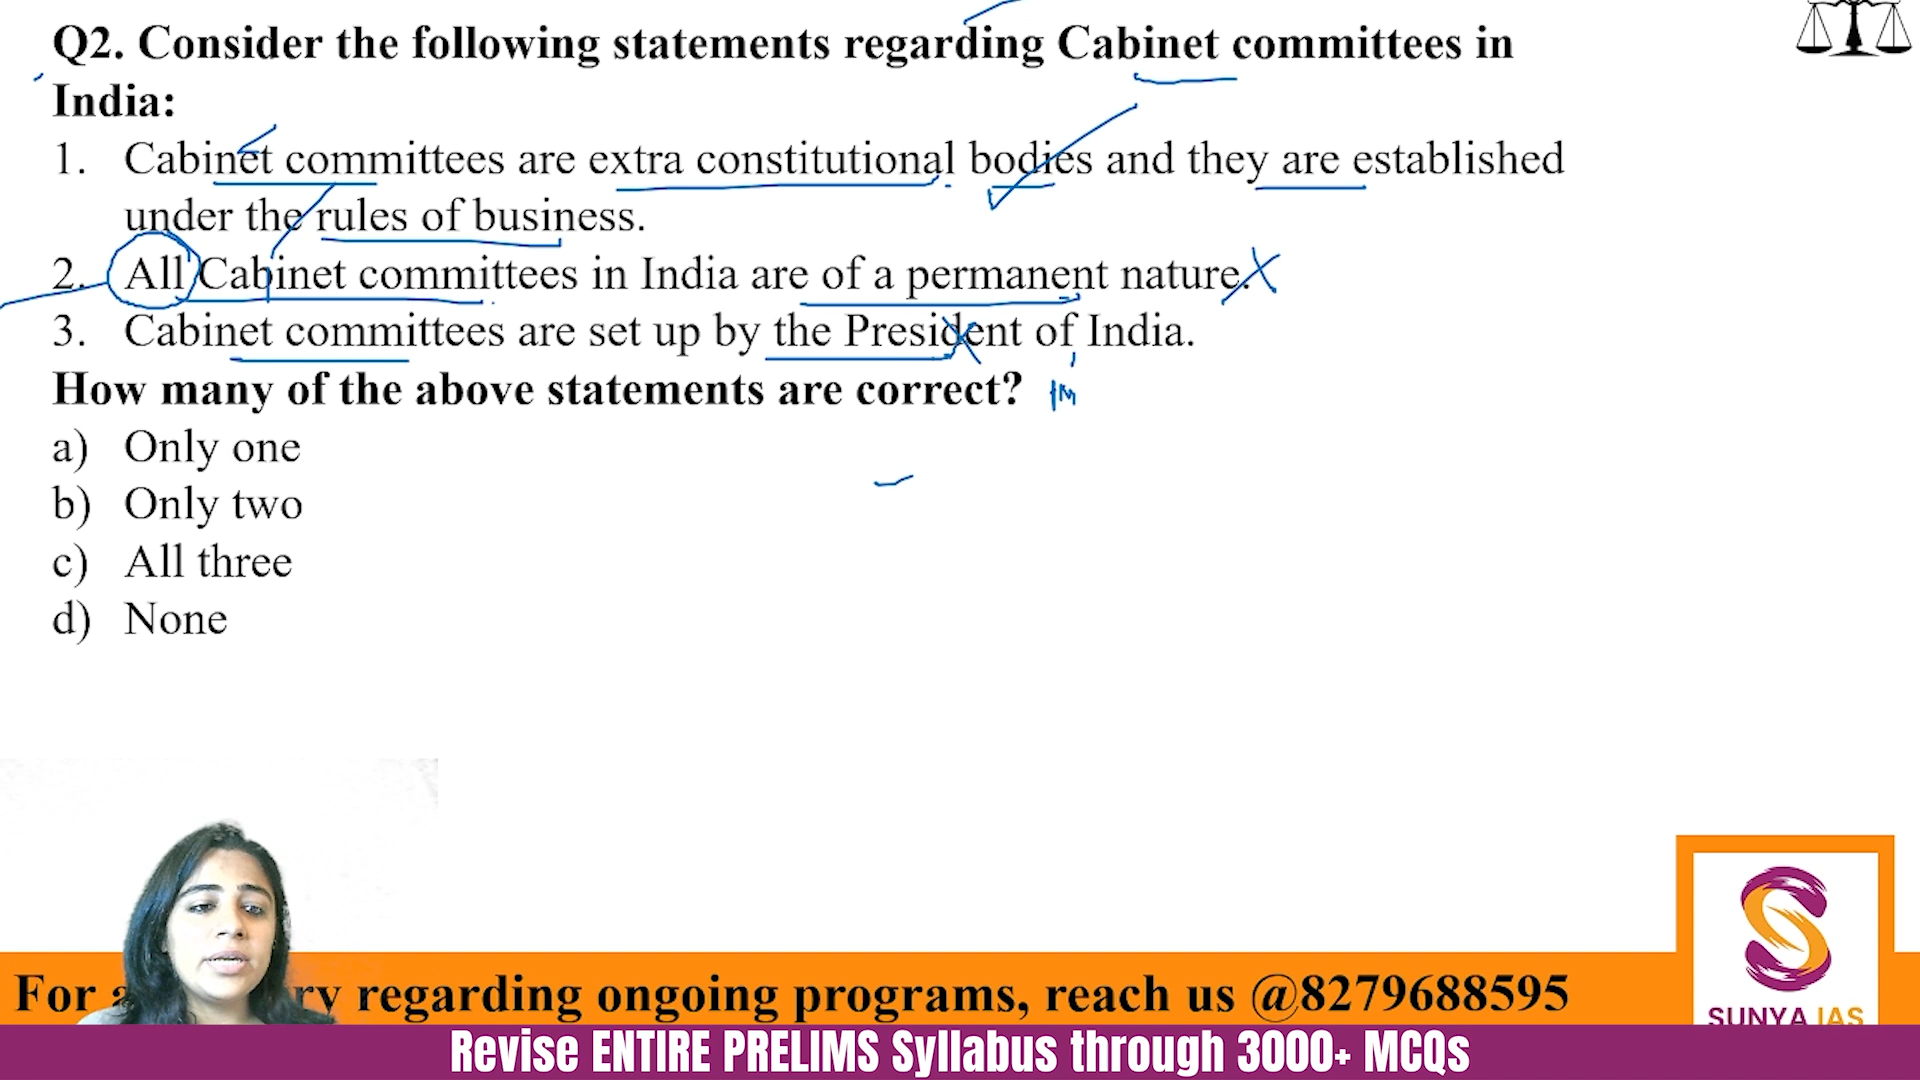 Q2. Consider the following statements regarding Cabinet committees in
India:
1. Cabinet committees are extra constitutional bodies and they are established
under the rules of business.
2. All Cabinet committees in India are of a permanent nature.
3. Cabinet committees are set up by the President of India.
How many of the above statements are correct?
a) Only one
b) Only two
c) All three
d) None
For regarding ongoing programs, reach us @8279688595
SUNYA IAS
Revise ENTIRE PRELIMS Syllabus through 3000+ MCQs